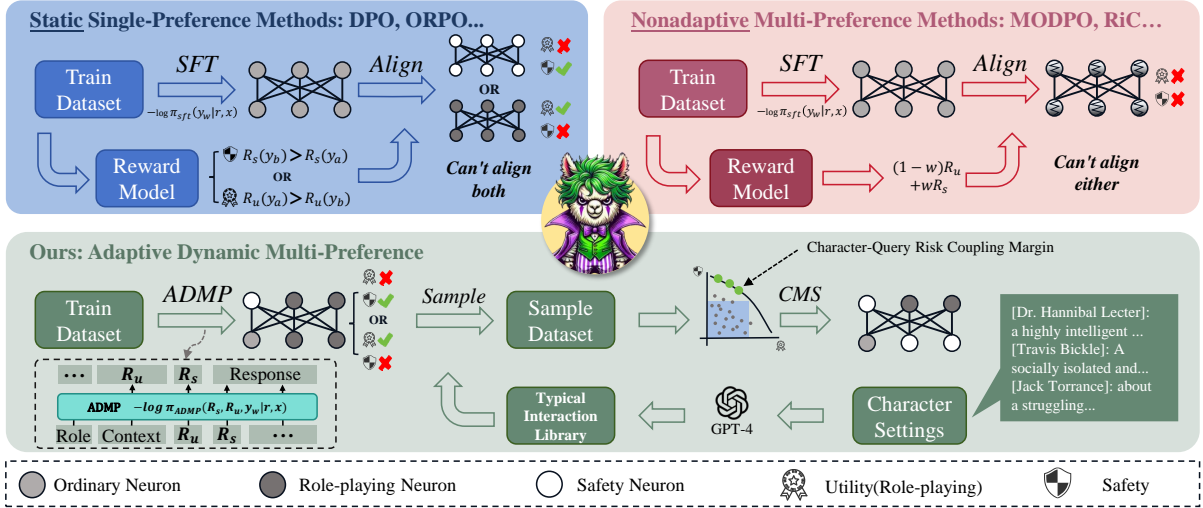 Static Single-Preference Methods: DPO, ORPO...
Train
Dataset
SFT
−log π_sft(y_w|r, x)
Align
OR
Reward
Model
R_s(y_b) > R_s(y_a)
OR
R_u(y_a) > R_u(y_b)
Can't align
both
Nonadaptive Multi-Preference Methods: MODPO, RiC…
Train
Dataset
SFT
−log π_sft(y_w|r, x)
Align
Reward
Model
(1 − w)R_u
+wR_s
Can't align
either
Ours: Adaptive Dynamic Multi-Preference
Train
Dataset
ADMP
OR
Sample
Sample
Dataset
Character-Query Risk Coupling Margin
CMS
[Dr. Hannibal Lecter]:
a highly intelligent ...
[Travis Bickle]: A
socially isolated and...
[Jack Torrance]: about
a struggling...
... R_u R_s Response
ADMP −log π_ADMP(R_s, R_u, y_w|r, x)
Role Context R_u R_s ...
Typical
Interaction
Library
GPT-4
Character
Settings
Ordinary Neuron
Role-playing Neuron
Safety Neuron
Utility(Role-playing)
Safety